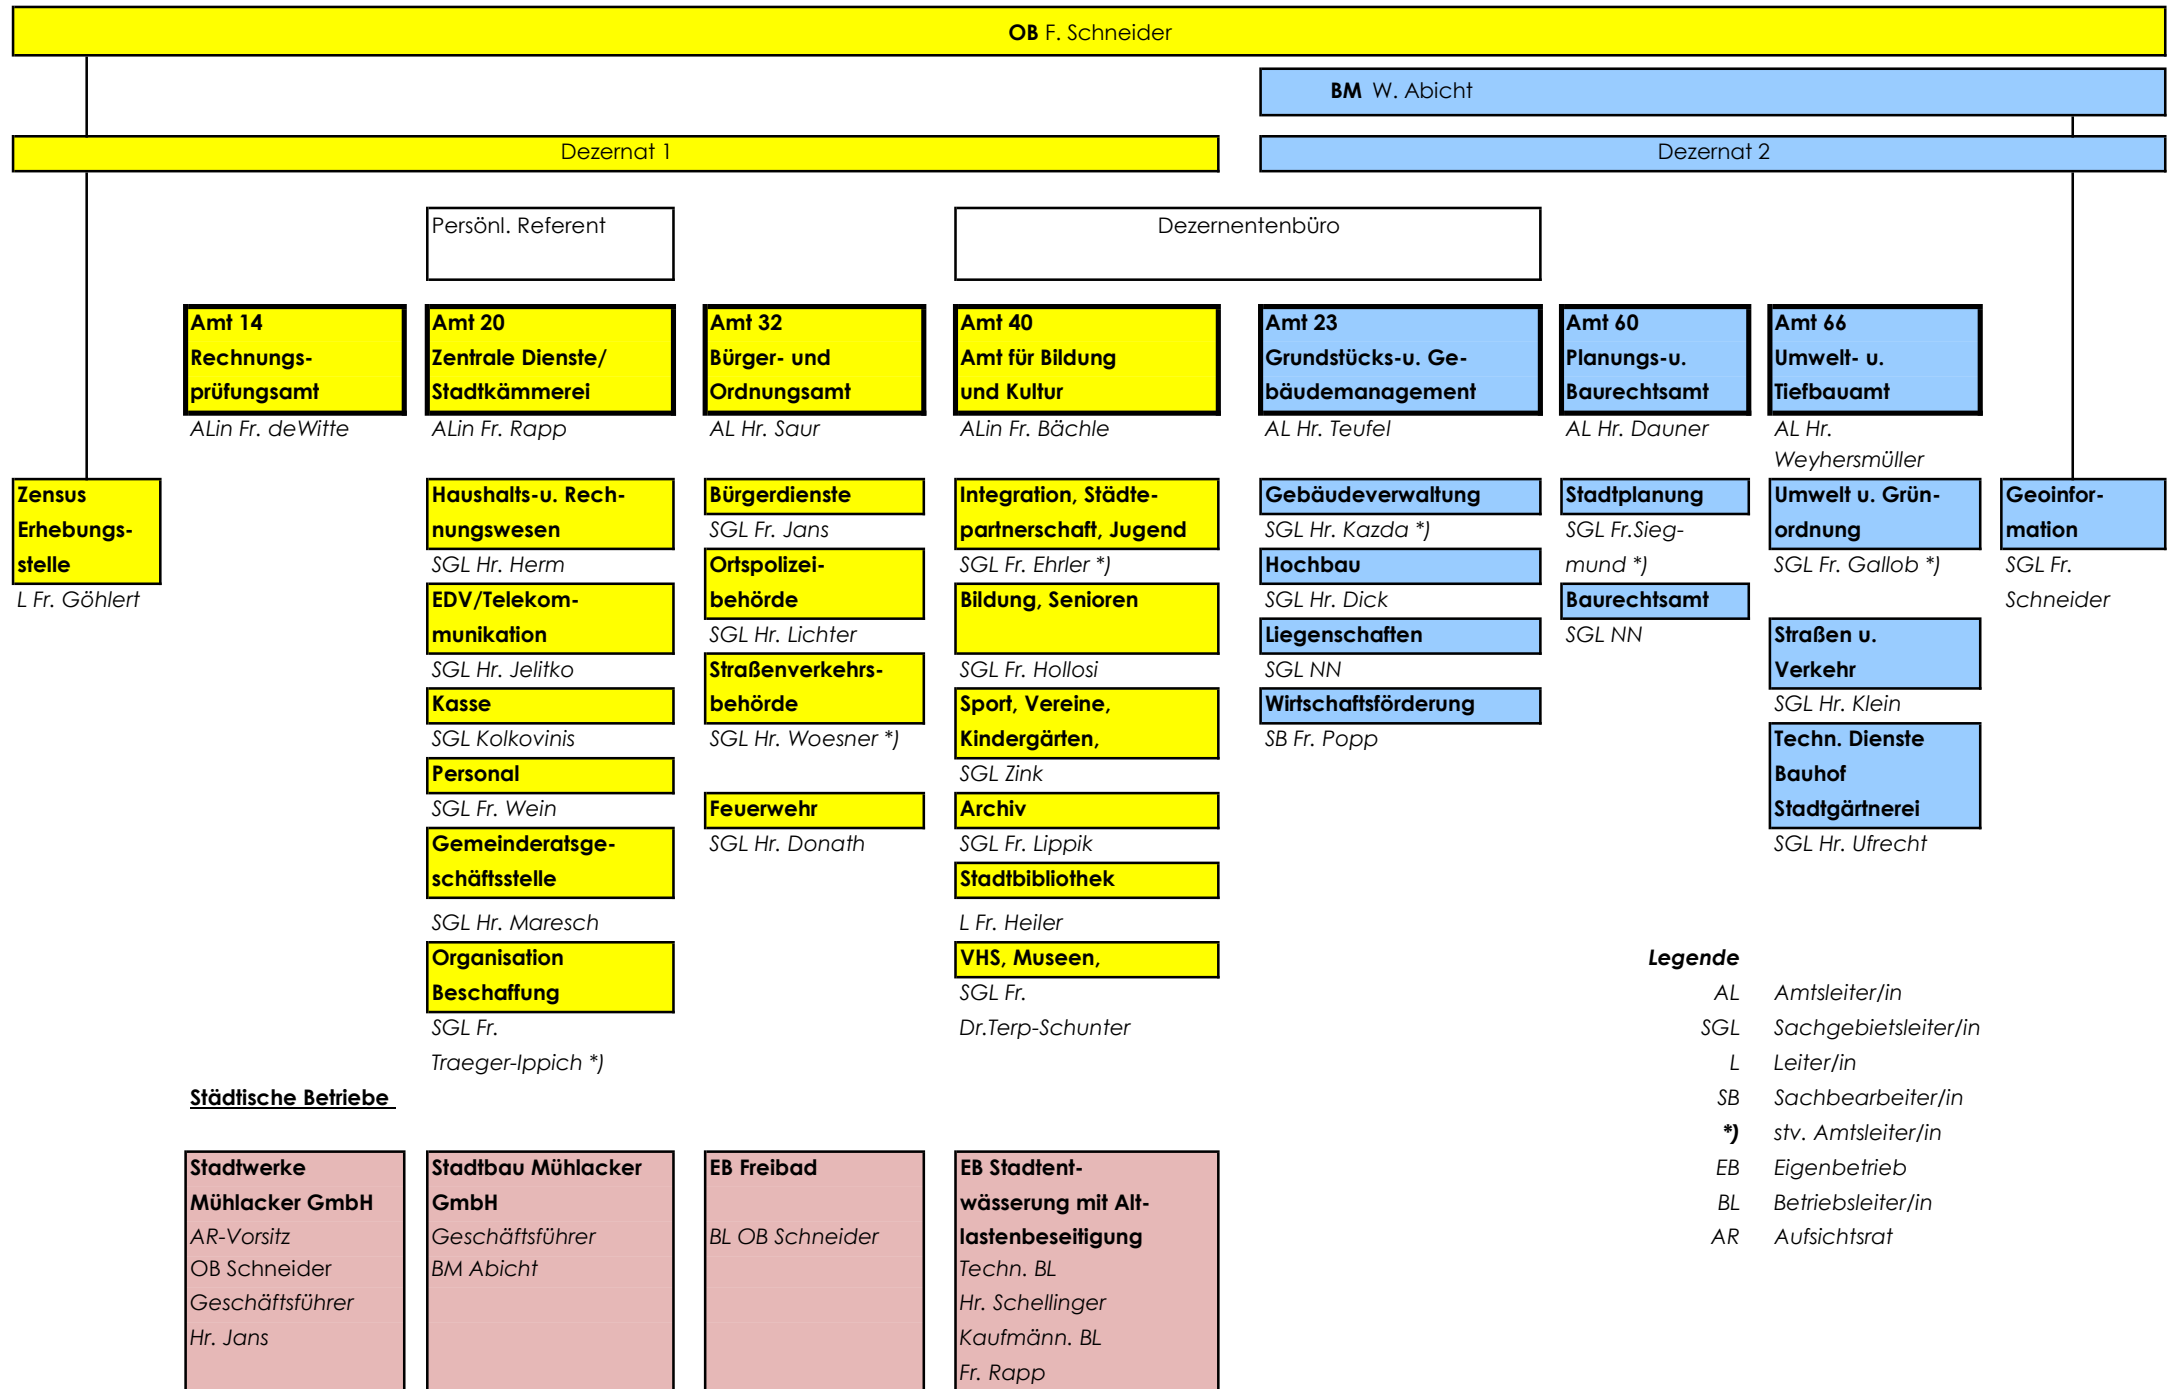 OB F. Schneider
BM W. Abicht
Dezernat 1
Dezernat 2
Persönl. Referent
Dezernentenbüro
Amt 14
Rechnungs-
prüfungsamt
ALin Fr. deWitte
Amt 20
Zentrale Dienste/
Stadtkämmerei
ALin Fr. Rapp
Amt 32
Bürger- und
Ordnungsamt
AL Hr. Saur
Amt 40
Amt für Bildung
und Kultur
ALin Fr. Bächle
Amt 23
Grundstücks-u. Ge-
bäudemanagement
AL Hr. Teufel
Amt 60
Planungs-u.
Baurechtsamt
AL Hr. Dauner
Amt 66
Umwelt- u.
Tiefbauamt
AL Hr.
Weyhersmüller
Zensus
Erhebungs-
stelle
L Fr. Göhlert
Haushalts-u. Rech-
nungswesen
SGL Hr. Herm
EDV/Telekom-
munikation
SGL Hr. Jelitko
Kasse
SGL Kolkovinis
Personal
SGL Fr. Wein
Gemeinderatsge-
schäftsstelle
SGL Hr. Maresch
Organisation
Beschaffung
SGL Fr.
Traeger-Ippich *)
Bürgerdienste
SGL Fr. Jans
Ortspolizei-
behörde
SGL Hr. Lichter
Straßenverkehrs-
behörde
SGL Hr. Woesner *)
Feuerwehr
SGL Hr. Donath
Integration, Städte-
partnerschaft, Jugend
SGL Fr. Ehrler *)
Bildung, Senioren
SGL Fr. Hollosi
Sport, Vereine,
Kindergärten,
SGL Zink
Archiv
SGL Fr. Lippik
Stadtbibliothek
L Fr. Heiler
VHS, Museen,
SGL Fr.
Dr.Terp-Schunter
Gebäudeverwaltung
SGL Hr. Kazda *)
Hochbau
SGL Hr. Dick
Liegenschaften
SGL NN
Wirtschaftsförderung
SB Fr. Popp
Stadtplanung
SGL Fr.Sieg-
mund *)
Baurechtsamt
SGL NN
Umwelt u. Grün-
ordnung
SGL Fr. Gallob *)
Straßen u.
Verkehr
SGL Hr. Klein
Techn. Dienste
Bauhof
Stadtgärtnerei
SGL Hr. Ufrecht
Geoinfor-
mation
SGL Fr.
Schneider
Legende
AL Amtsleiter/in
SGL Sachgebietsleiter/in
L Leiter/in
SB Sachbearbeiter/in
*) stv. Amtsleiter/in
EB Eigenbetrieb
BL Betriebsleiter/in
AR Aufsichtsrat
Städtische Betriebe
Stadtwerke
Mühlacker GmbH
AR-Vorsitz
OB Schneider
Geschäftsführer
Hr. Jans
Stadtbau Mühlacker
GmbH
Geschäftsführer
BM Abicht
EB Freibad
BL OB Schneider
EB Stadtent-
wässerung mit Alt-
lastenbeseitigung
Techn. BL
Hr. Schellinger
Kaufmänn. BL
Fr. Rapp